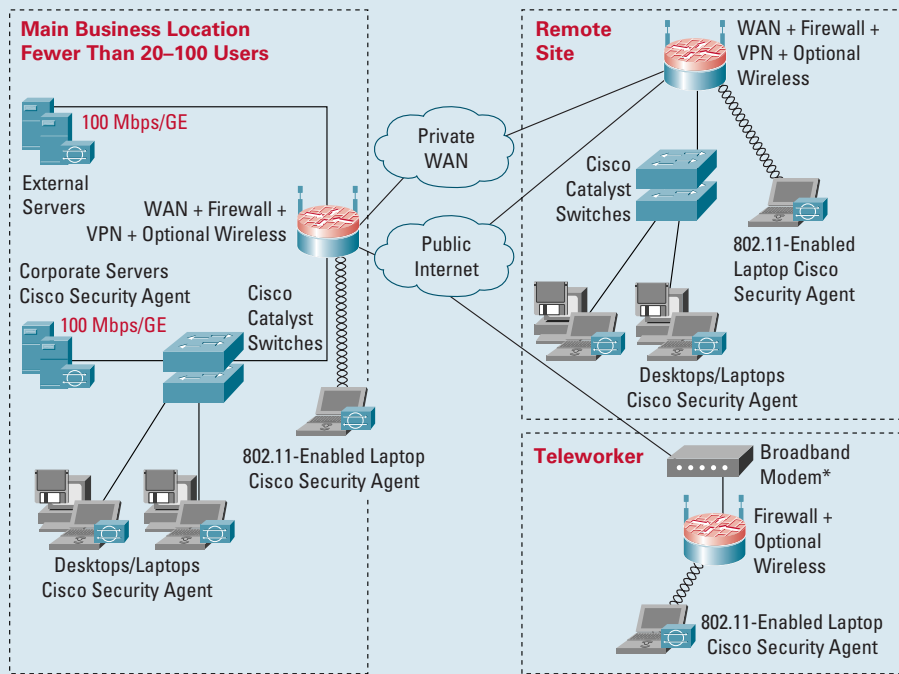 Main Business Location
Fewer Than 20–100 Users
100 Mbps/GE
External
Servers
WAN + Firewall +
VPN + Optional Wireless
Corporate Servers
Cisco Security Agent
100 Mbps/GE
Cisco
Catalyst
Switches
802.11-Enabled Laptop
Cisco Security Agent
Desktops/Laptops
Cisco Security Agent
Private
WAN
Public
Internet
Remote
Site
WAN + Firewall +
VPN + Optional
Wireless
Cisco
Catalyst
Switches
802.11-Enabled
Laptop Cisco
Security Agent
Desktops/Laptops
Cisco Security Agent
Teleworker
Broadband
Modem*
Firewall +
Optional
Wireless
802.11-Enabled Laptop
Cisco Security Agent